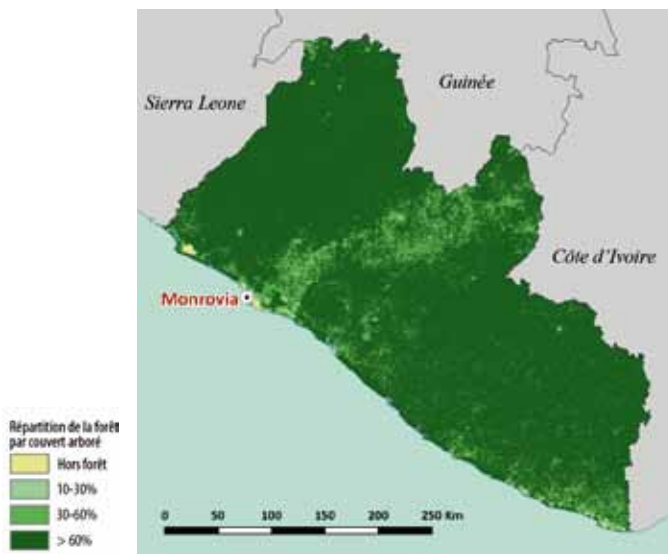 Guinée
Sierra Leone
Côte d'Ivoire
Monrovia
Répartition de la forêt
par couvert arboré
Hors forêt
10-30%
30-60%
> 60%
0 50 100 150 200 250 Km